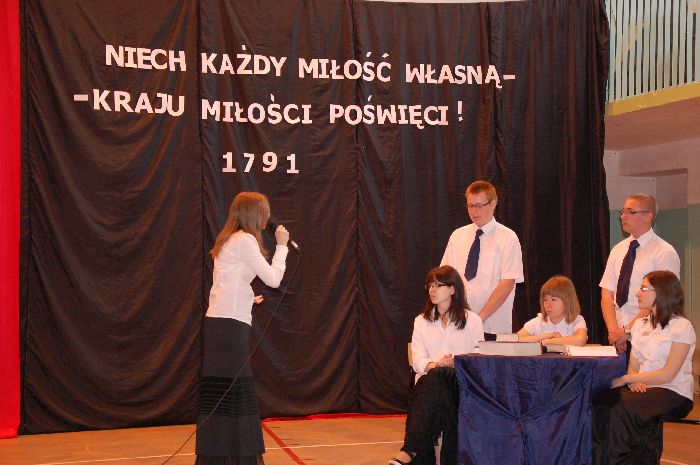 NIECH KAŻDY MIŁOŚĆ WŁASNĄ-
-KRAJU MIŁOŚCI POŚWIĘCI!
1791